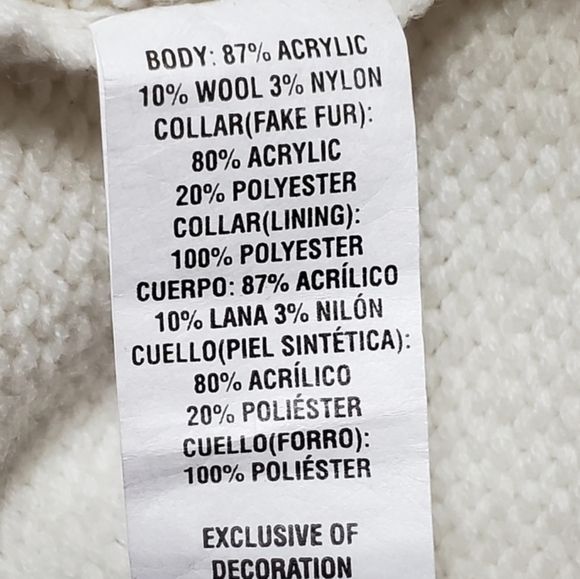 BODY: 87% ACRYLIC
10% WOOL 3% NYLON
COLLAR(FAKE FUR):
80% ACRYLIC
20% POLYESTER
COLLAR(LINING):
100% POLYESTER
CUERPO: 87% ACRÍLICO
10% LANA 3% NILÓN
CUELLO(PIEL SINTÉTICA):
80% ACRÍLICO
20% POLIÉSTER
CUELLO(FORRO):
100% POLIÉSTER
EXCLUSIVE OF
DECORATION